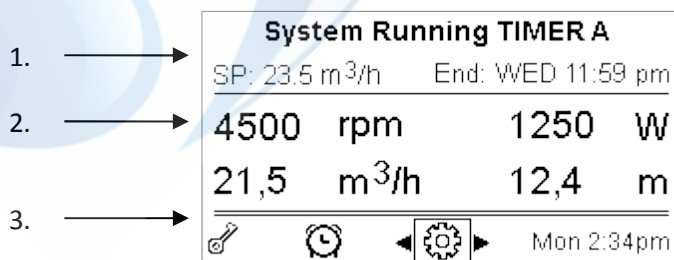 System Running TIMER A
1.
SP: 23.5 m³/h End: WED 11:59 pm
2.
4500 rpm 1250 W
21,5 m³/h 12,4 m
3.
Mon 2:34pm